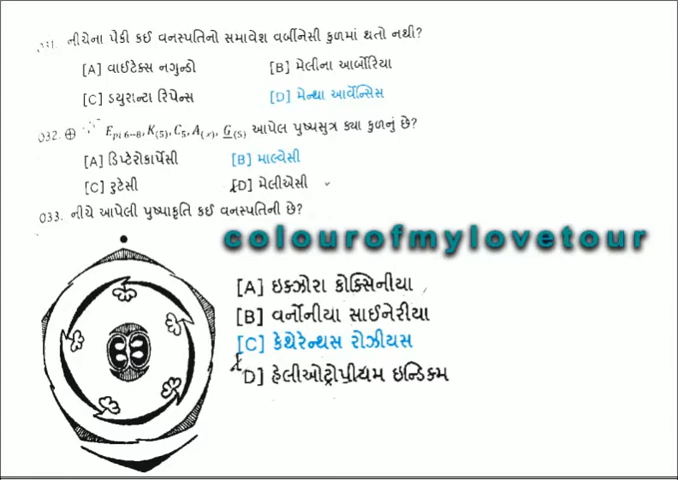 031. નીચેના પૈકી કઈ વનસ્પતિનો સમાવેશ વર્બીનેસી કુળમાં થતો નથી?
[A] વાઈટેક્સ નગુન્ડો [B] મેલીના આર્બોરિયા
[C] ડયુરાન્ટા રિપેન્સ [D] મેન્થા આર્વેન્સિસ
032. ⊕ Epi 6–8, K(5), C5, A(∞), G(5) આપેલ પુષ્પસુત્ર ક્યા કુળનું છે?
[A] ડિપ્ટેરોકાર્પેસી [B] માલ્વેસી
[C] રુટેસી [D] મેલીએસી
033. નીચે આપેલી પુષ્પાકૃતિ કઈ વનસ્પતિની છે?
colourofmylovetour
[A] ઇક્ઝોરા કોક્સિનીયા
[B] વર્નોનીયા સાઈનેરીયા
[C] કેથેરેન્થસ રોઝીયસ
[D] હેલીઓટ્રોપીયમ ઇન્ડિકમ